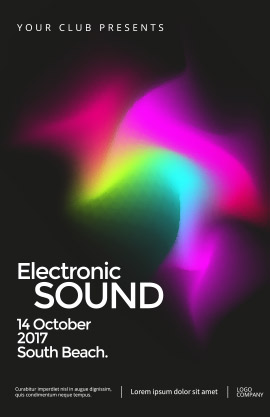 YOUR CLUB PRESENTS
Electronic
SOUND
14 October
2017
South Beach.
Curabitur imperdiet nisl in augue dignissim,
quis condimentum neque tempus.
Lorem ipsum dolor sit amet
LOGO
COMPANY